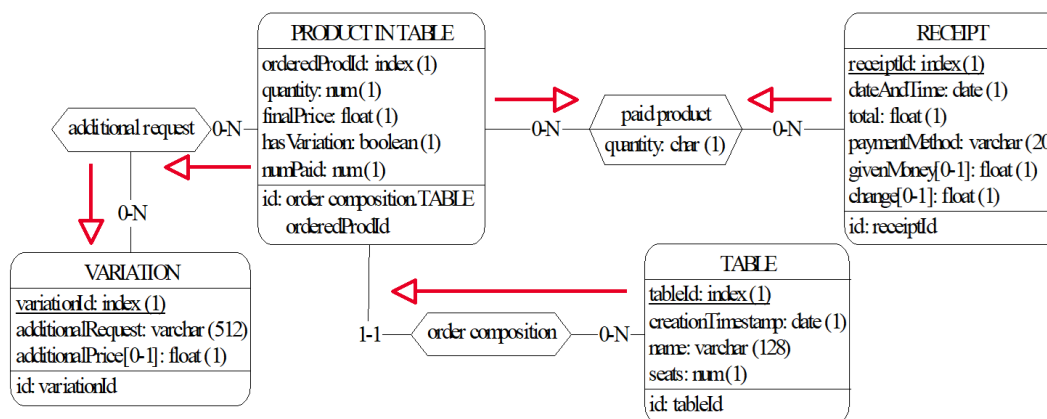 PRODUCT IN TABLE
orderedProdId: index (1)
quantity: num (1)
finalPrice: float (1)
hasVariation: boolean (1)
numPaid: num (1)
id: order composition.TABLE
orderedProdId
additional request
0-N
0-N
VARIATION
variationId: index (1)
additionalRequest: varchar (512)
additionalPrice[0-1]: float (1)
id: variationId
0-N
paid product
quantity: char (1)
0-N
RECEIPT
receiptId: index (1)
dateAndTime: date (1)
total: float (1)
paymentMethod: varchar (20
givenMoney[0-1]: float (1)
change[0-1]: float (1)
id: receiptId
1-1
order composition
0-N
TABLE
tableId: index (1)
creationTimestamp: date (1)
name: varchar (128)
seats: num (1)
id: tableId